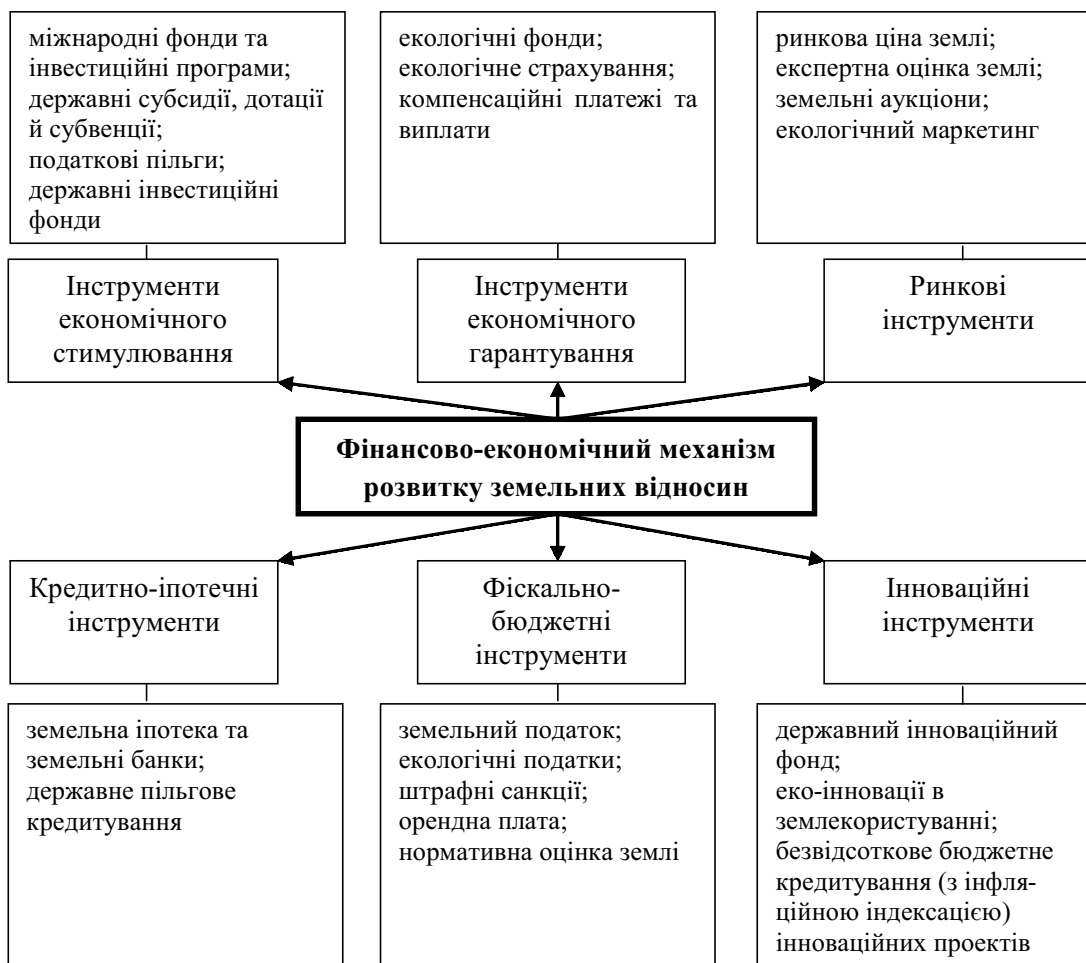 міжнародні фонди та
інвестиційні програми;
державні субсидії, дотації
й субвенції;
податкові пільги;
державні інвестиційні
фонди
екологічні фонди;
екологічне страхування;
компенсаційні платежі та
виплати
ринкова ціна землі;
експертна оцінка землі;
земельні аукціони;
екологічний маркетинг
Інструменти
економічного
стимулювання
Інструменти
економічного
гарантування
Ринкові
інструменти
Фінансово-економічний механізм
розвитку земельних відносин
Кредитно-іпотечні
інструменти
Фіскально-
бюджетні
інструменти
Інноваційні
інструменти
земельна іпотека та
земельні банки;
державне пільгове
кредитування
земельний податок;
екологічні податки;
штрафні санкції;
орендна плата;
нормативна оцінка землі
державний інноваційний
фонд;
еко-інновації в
землекористуванні;
безвідсоткове бюджетне
кредитування (з інфля-
ційною індексацією)
інноваційних проектів